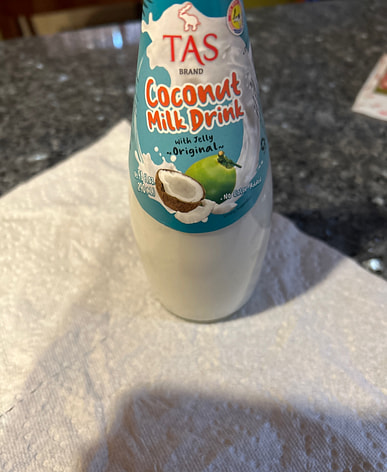 TAS
BRAND
Coconut
Milk Drink
with Jelly
~Original~